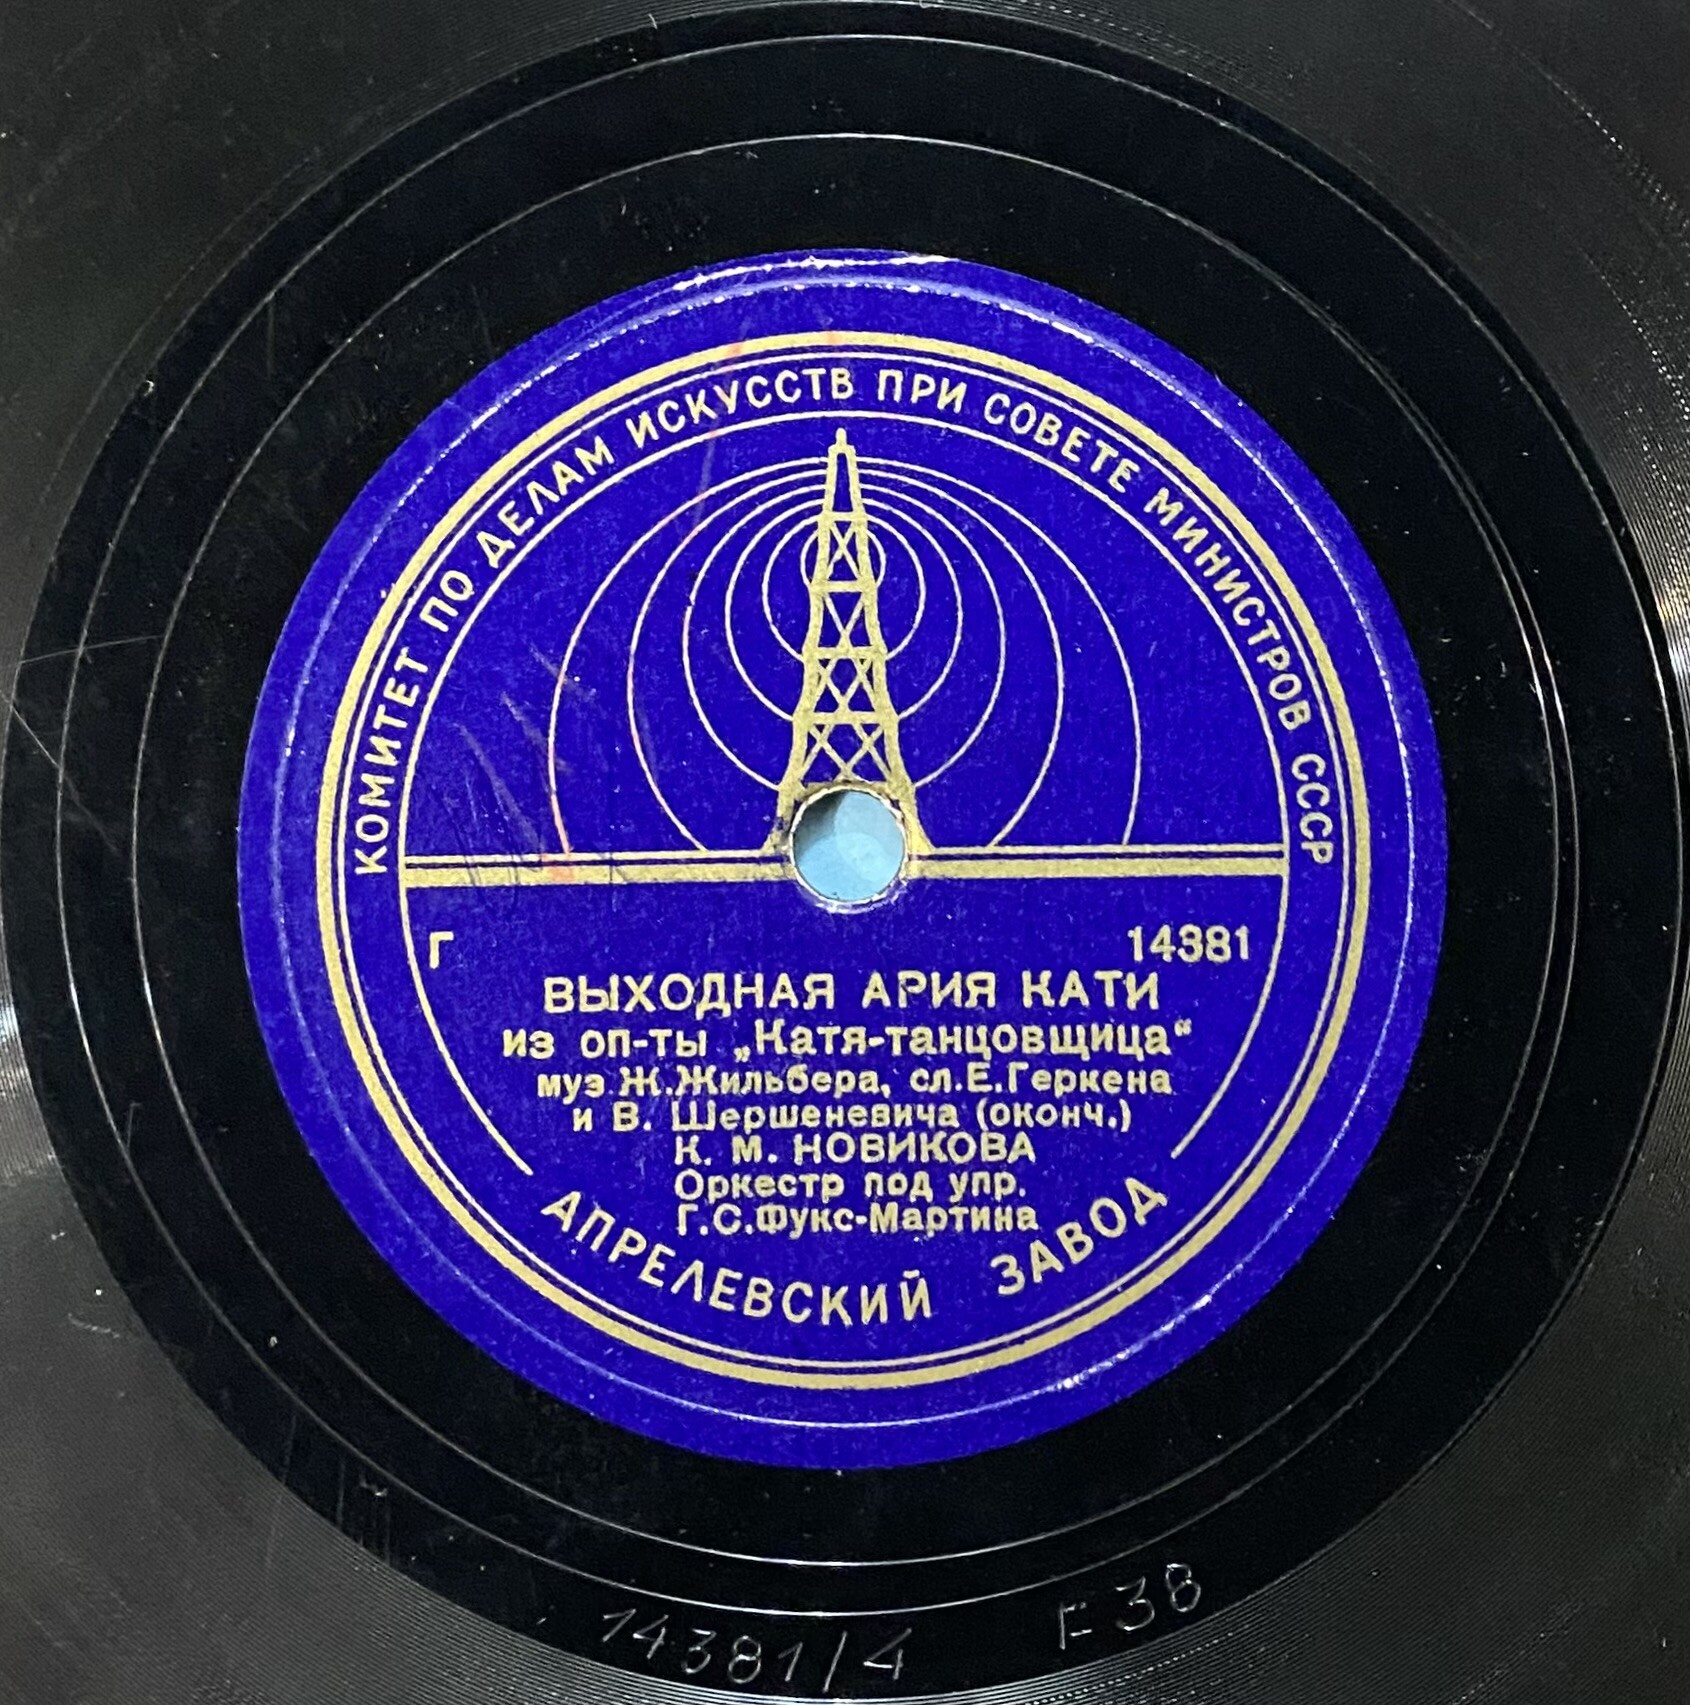 КОМИТЕТ ПО ДЕЛАМ ИСКУССТВ ПРИ СОВЕТЕ МИНИСТРОВ СССР
Г 14381
ВЫХОДНАЯ АРИЯ КАТИ
из оп-ты „Катя-танцовщица“
муз Ж.Жильбера, сл.Е.Геркена
и В. Шершеневича (оконч.)
К. М. НОВИКОВА
Оркестр под упр.
Г.С.Фукс-Мартина
АПРЕЛЕВСКИЙ ЗАВОД
14381/4 F 38